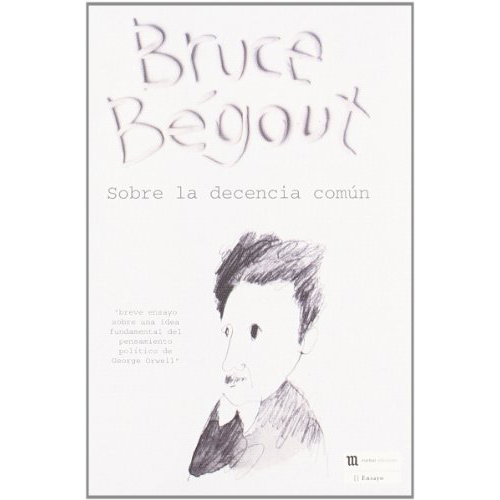 Bruce
Bégout
Sobre la decencia común
"breve ensayo
sobre una idea
fundamental del
pensamiento
político de
George Orwell"
Ensayo